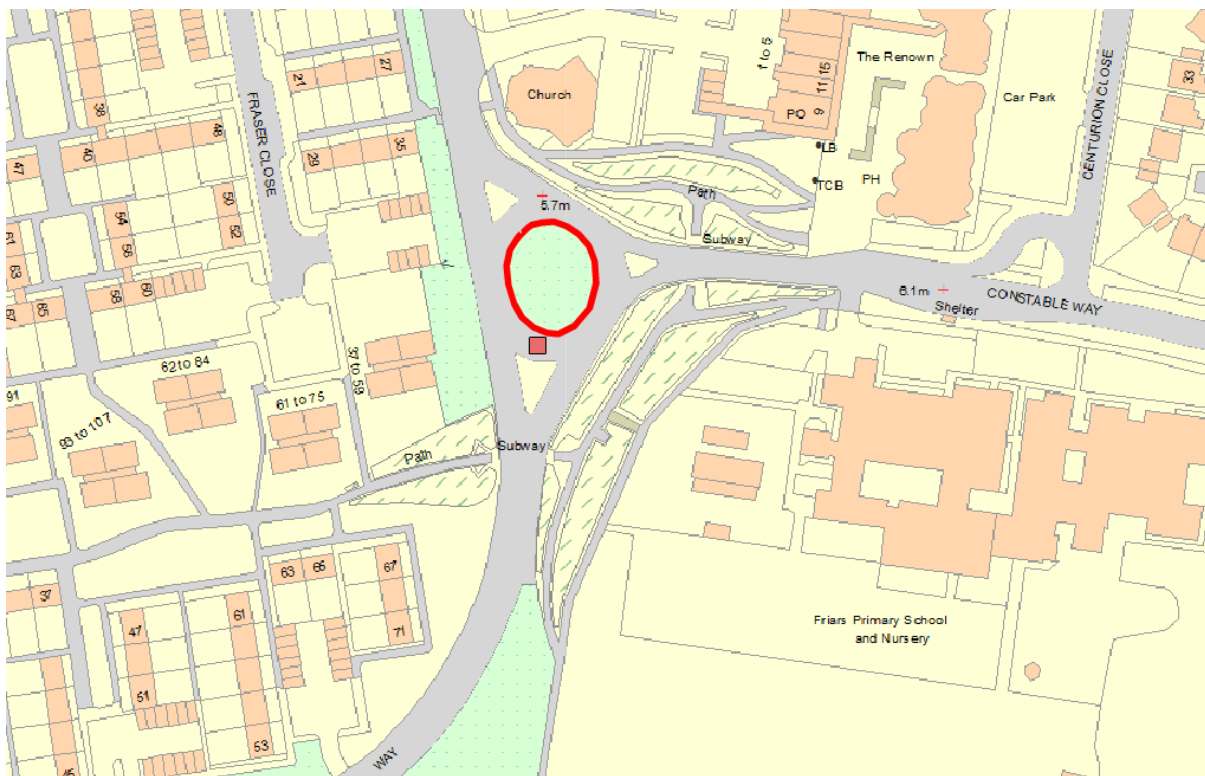 38
48
40
47
50
52
54
56
58
60
63
65
67
FRASER CLOSE
21
27
29
35
37 to 59
62 to 84
61 to 75
91
93 to 107
Church
1 to 5
11 15
PO 9
The Renown
LB
TCB
PH
Car Park
CENTURION CLOSE
33
5.7m
Path
Subway
6.1m
Shelter
CONSTABLE WAY
Subway
Path
63
65
67
71
37
47
51
61
53
45
WAY
Friars Primary School
and Nursery